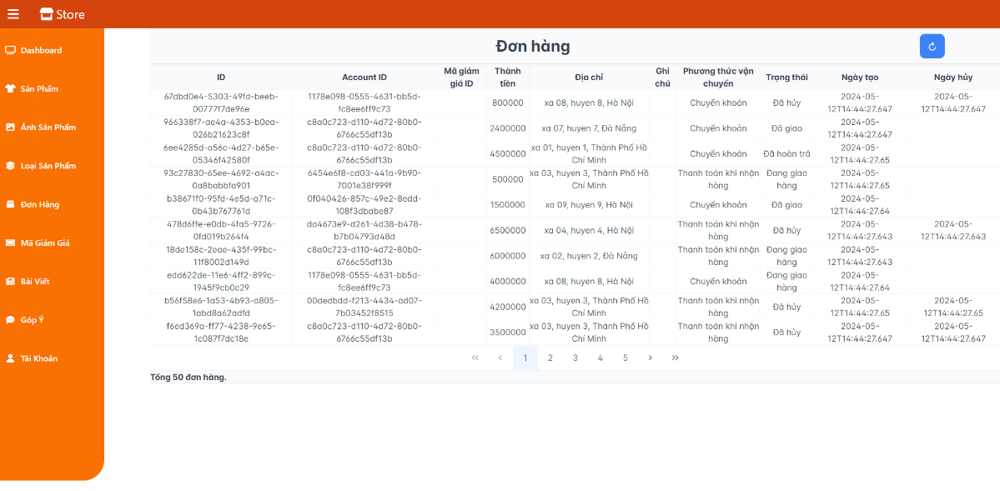 Store
Dashboard
Sản Phẩm
Ảnh Sản Phẩm
Loại Sản Phẩm
Đơn Hàng
Mã Giảm Giá
Bài Viết
Góp Ý
Tài Khoản
Đơn hàng
ID Account ID Mã giảm giá ID Thành tiền Địa chỉ Ghi chú Phương thức vận chuyển Trạng thái Ngày tạo Ngày hủy
67dbd0e4-5303-49fd-beeb-00777f7de96e 1178e098-0555-4631-bb5d-fc8ee6ff9c73 800000 xa 08, huyen 8, Hà Nội Chuyển khoản Đã hủy 2024-05-12T14:44:27.647 2024-05-12T14:44:27.647
966338f7-ae4a-4353-b0ea-026b21623c8f c8a0c723-d110-4d72-80b0-6766c55df13b 2400000 xa 07, huyen 7, Đà Nẵng Chuyển khoản Đã giao 2024-05-12T14:44:27.647
6ee4285d-a56c-4d27-b65e-05346f42580f c8a0c723-d110-4d72-80b0-6766c55df13b 4500000 xa 01, huyen 1, Thành Phố Hồ Chí Minh Chuyển khoản Đã hoàn trả 2024-05-12T14:44:27.65
93c27830-65ee-4692-a4ac-0a8babbfa901 6454e6f8-cd03-441a-9b90-7001e38f999f 500000 xa 03, huyen 3, Thành Phố Hồ Chí Minh Thanh toán khi nhận hàng Đang giao hàng 2024-05-12T14:44:27.65
b38671f0-95fd-4e5d-a71c-0b43b767761d 0f040426-857c-49e2-8edd-108f3dbabe87 1500000 xa 09, huyen 9, Hà Nội Chuyển khoản Đã giao 2024-05-12T14:44:27.64
478d6ffe-e0db-4fa5-9726-0fd019b264f4 da4673e9-d261-4d38-b478-b7b04793d48d 6500000 xa 04, huyen 4, Hà Nội Thanh toán khi nhận hàng Đã hủy 2024-05-12T14:44:27.643 2024-05-12T14:44:27.643
18de158c-2eae-435f-99bc-11f8002d149d c8a0c723-d110-4d72-80b0-6766c55df13b 6000000 xa 02, huyen 2, Đà Nẵng Thanh toán khi nhận hàng Đang giao hàng 2024-05-12T14:44:27.643
edd622de-11e6-4ff2-899c-1945f9cb0c29 1178e098-0555-4631-bb5d-fc8ee6ff9c73 4000000 xa 08, huyen 8, Hà Nội Chuyển khoản Đang giao hàng 2024-05-12T14:44:27.64
b56f58e6-1a53-4b93-a805-1abd8a62adfd 00dedbdd-f213-4434-ad07-7b03452f8515 4200000 xa 03, huyen 3, Thành Phố Hồ Chí Minh Thanh toán khi nhận hàng Đã hủy 2024-05-12T14:44:27.65 2024-05-12T14:44:27.65
f6ed369a-ff77-4238-9e65-1c087f7dc18e c8a0c723-d110-4d72-80b0-6766c55df13b 3500000 xa 03, huyen 3, Thành Phố Hồ Chí Minh Thanh toán khi nhận hàng Đã hủy 2024-05-12T14:44:27.647 2024-05-12T14:44:27.647
1 2 3 4 5
Tổng 50 đơn hàng.